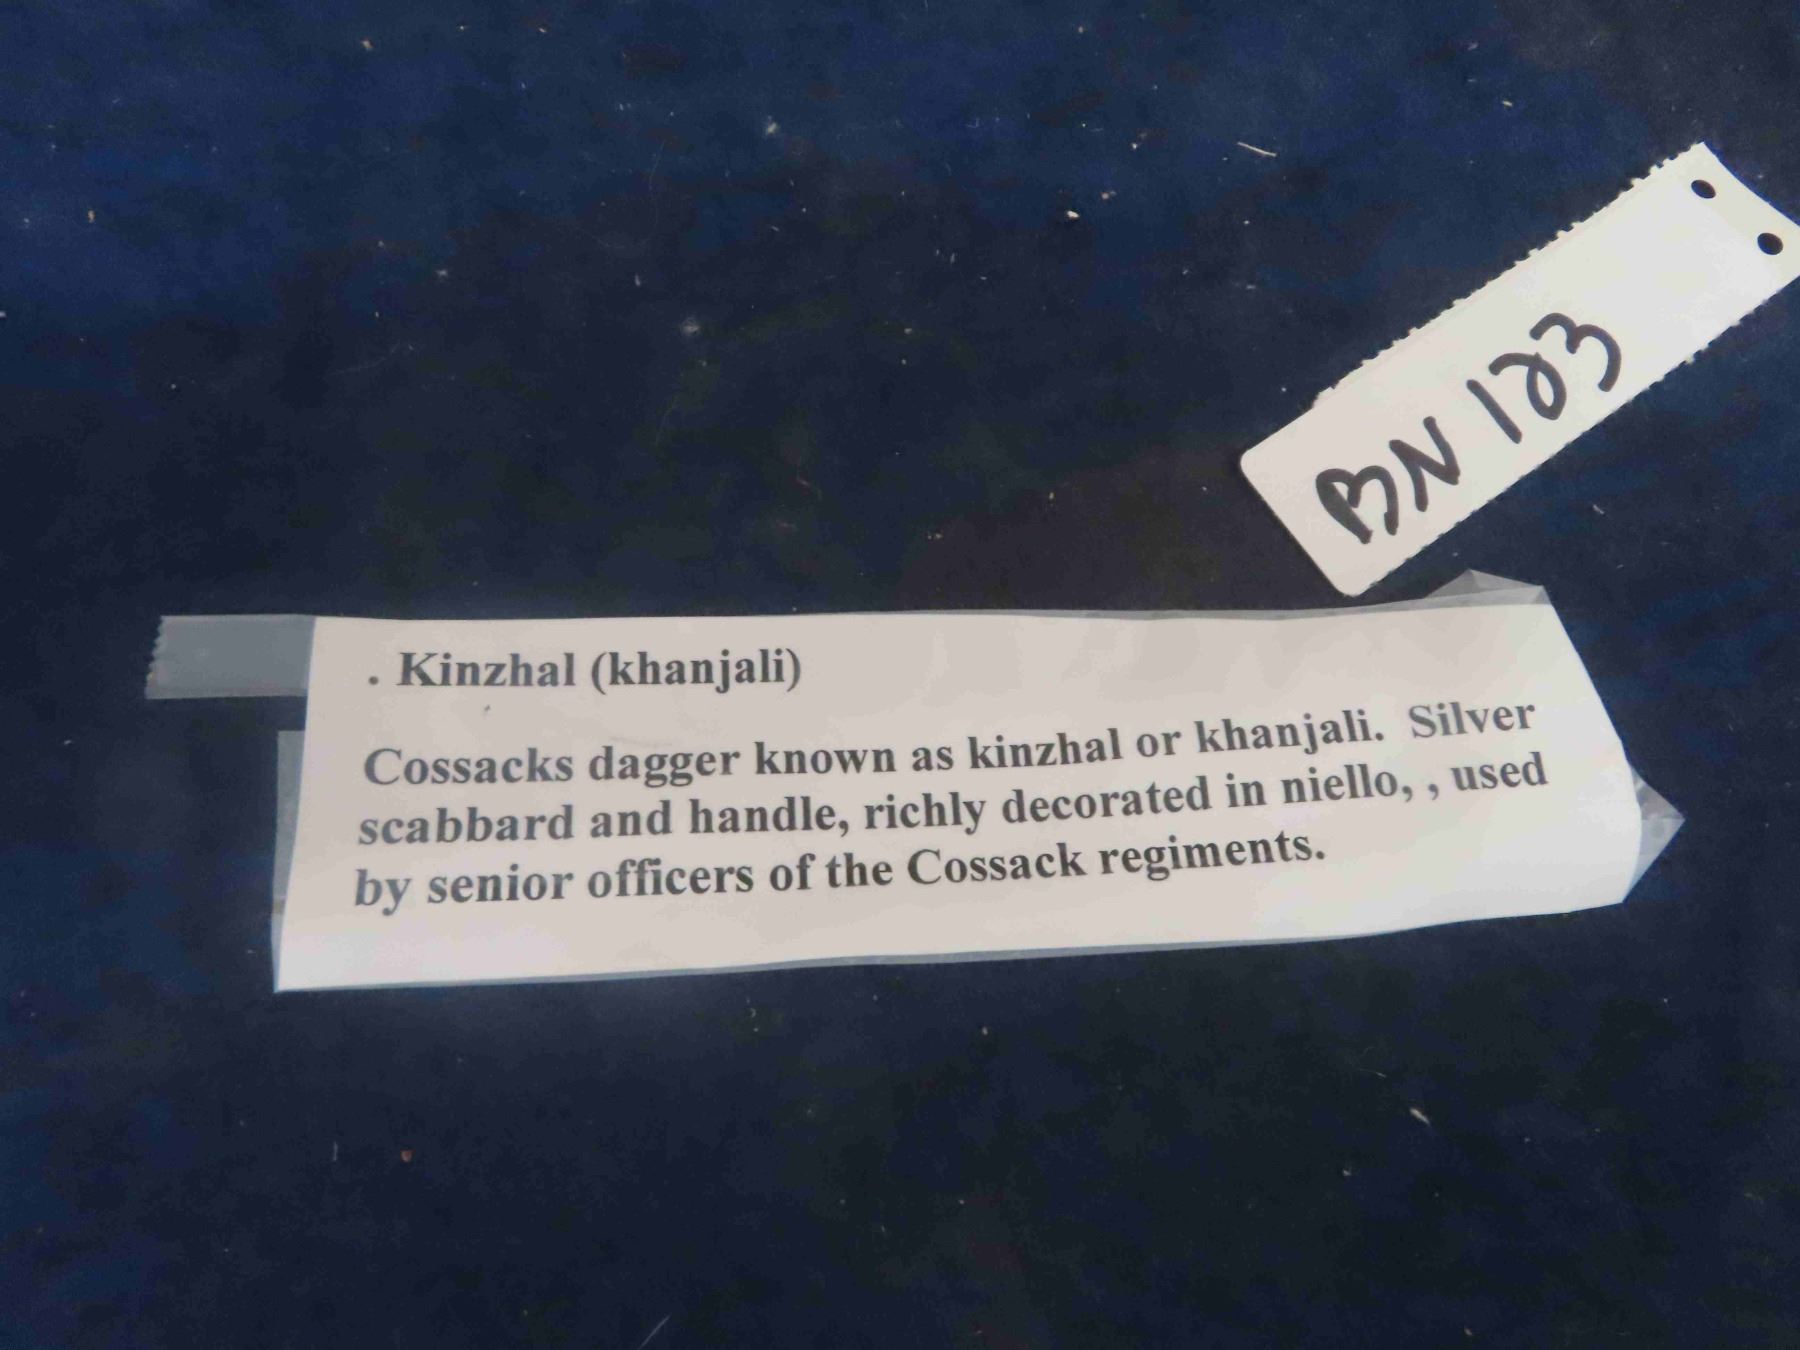 BN 123
. Kinzhal (khanjali)
Cossacks dagger known as kinzhal or khanjali. Silver
scabbard and handle, richly decorated in niello, , used
by senior officers of the Cossack regiments.